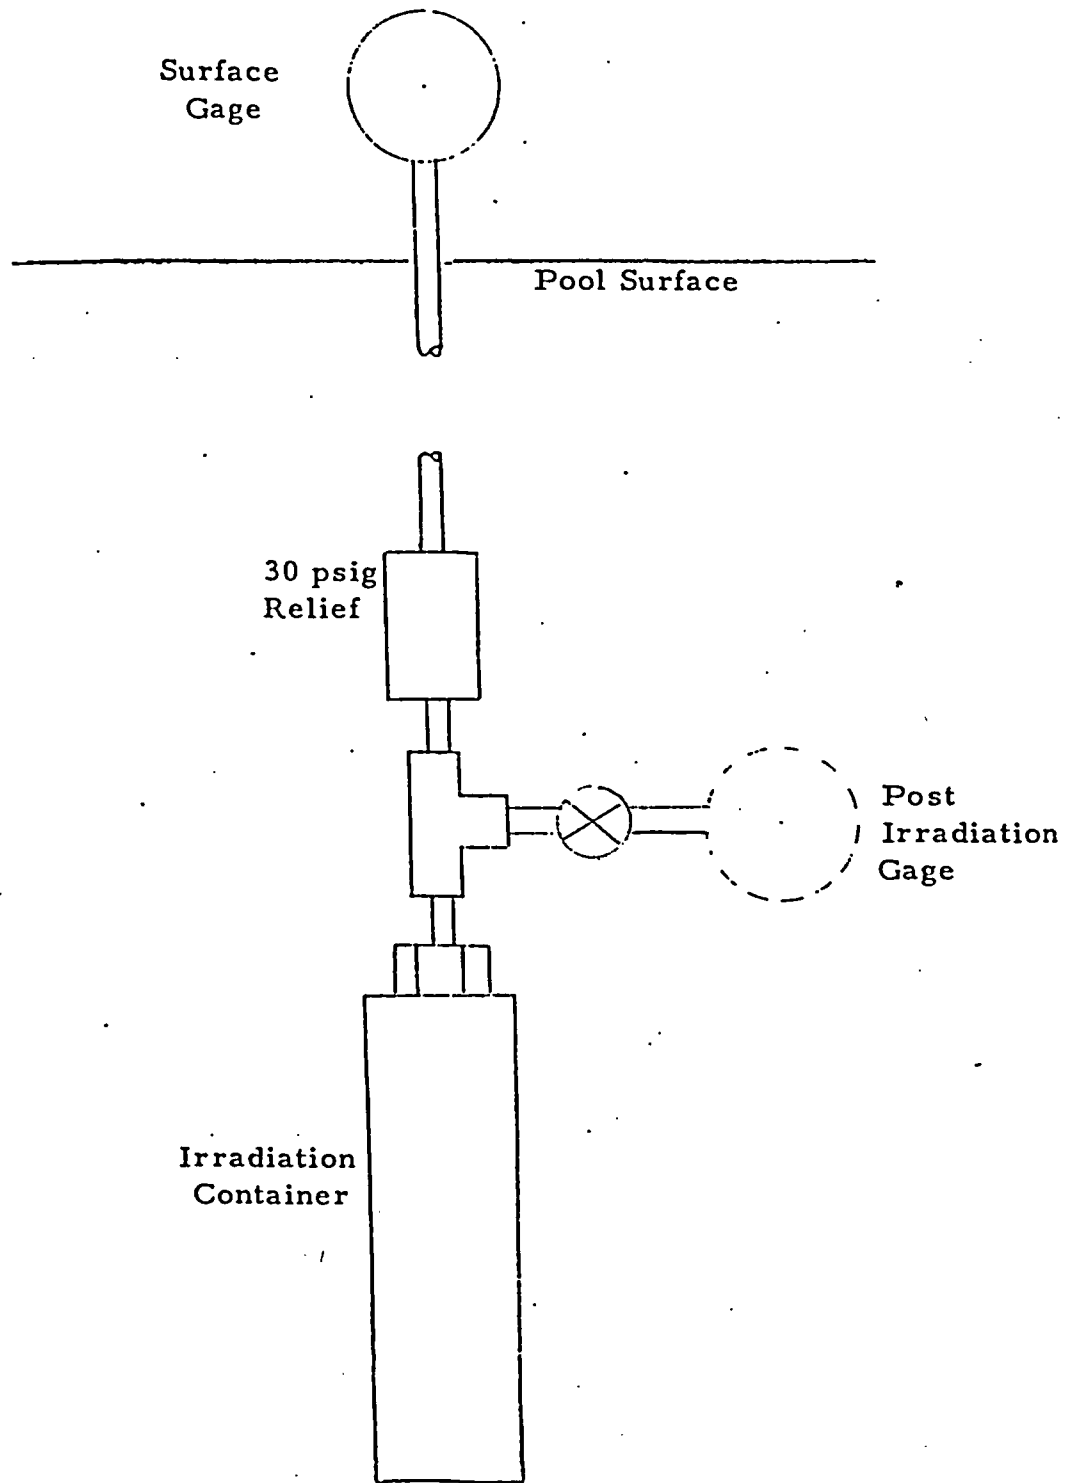 Surface
Gage
Pool Surface
30 psig
Relief
Post
Irradiation
Gage
Irradiation
Container